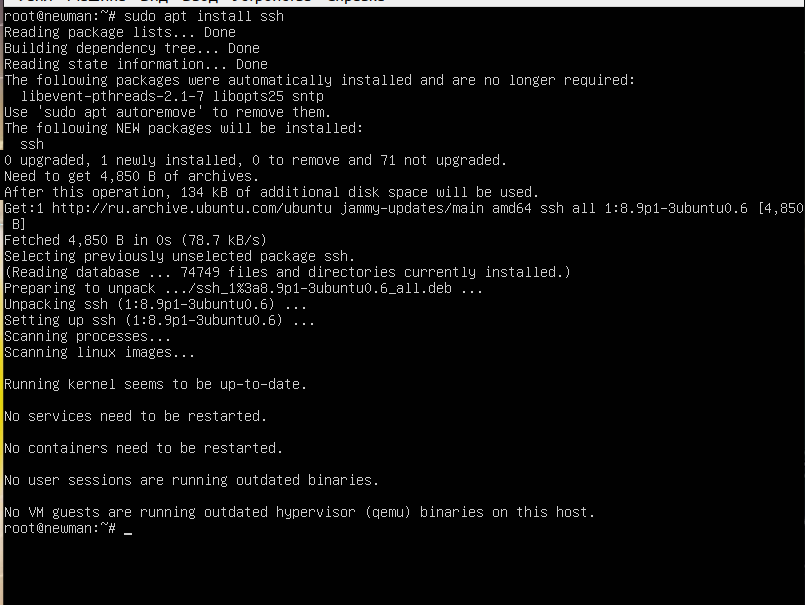 root@newman:~# sudo apt install ssh
Reading package lists... Done
Building dependency tree... Done
Reading state information... Done
The following packages were automatically installed and are no longer required:
  libevent-pthreads-2.1-7 libopts25 sntp
Use 'sudo apt autoremove' to remove them.
The following NEW packages will be installed:
  ssh
0 upgraded, 1 newly installed, 0 to remove and 71 not upgraded.
Need to get 4,850 B of archives.
After this operation, 134 kB of additional disk space will be used.
Get:1 http://ru.archive.ubuntu.com/ubuntu jammy-updates/main amd64 ssh all 1:8.9p1-3ubuntu0.6 [4,850
 B]
Fetched 4,850 B in 0s (78.7 kB/s)
Selecting previously unselected package ssh.
(Reading database ... 74749 files and directories currently installed.)
Preparing to unpack .../ssh_1%3a8.9p1-3ubuntu0.6_all.deb ...
Unpacking ssh (1:8.9p1-3ubuntu0.6) ...
Setting up ssh (1:8.9p1-3ubuntu0.6) ...
Scanning processes...
Scanning linux images...
Running kernel seems to be up-to-date.
No services need to be restarted.
No containers need to be restarted.
No user sessions are running outdated binaries.
No VM guests are running outdated hypervisor (qemu) binaries on this host.
root@newman:~# _